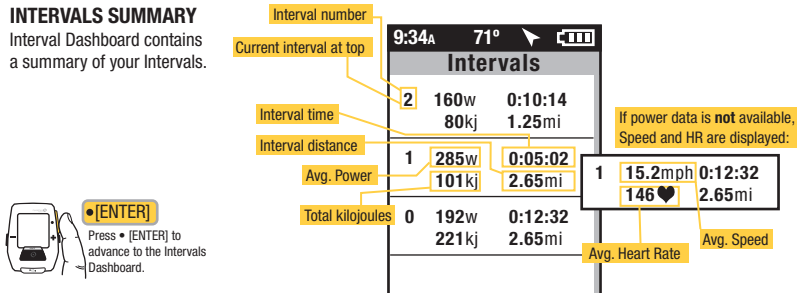 INTERVALS SUMMARY
Interval Dashboard contains
a summary of your Intervals.
Interval number
Current interval at top
Interval time
Interval distance
Avg. Power
Total kilojoules
9:34A 71º
Intervals
2 160w 0:10:14
80kj 1.25mi
1 285w 0:05:02
101kj 2.65mi
0 192w 0:12:32
221kj 2.65mi
If power data is not available,
Speed and HR are displayed:
1 15.2mph 0:12:32
146♥ 2.65mi
Avg. Speed
Avg. Heart Rate
•[ENTER]
Press • [ENTER] to
advance to the Intervals
Dashboard.